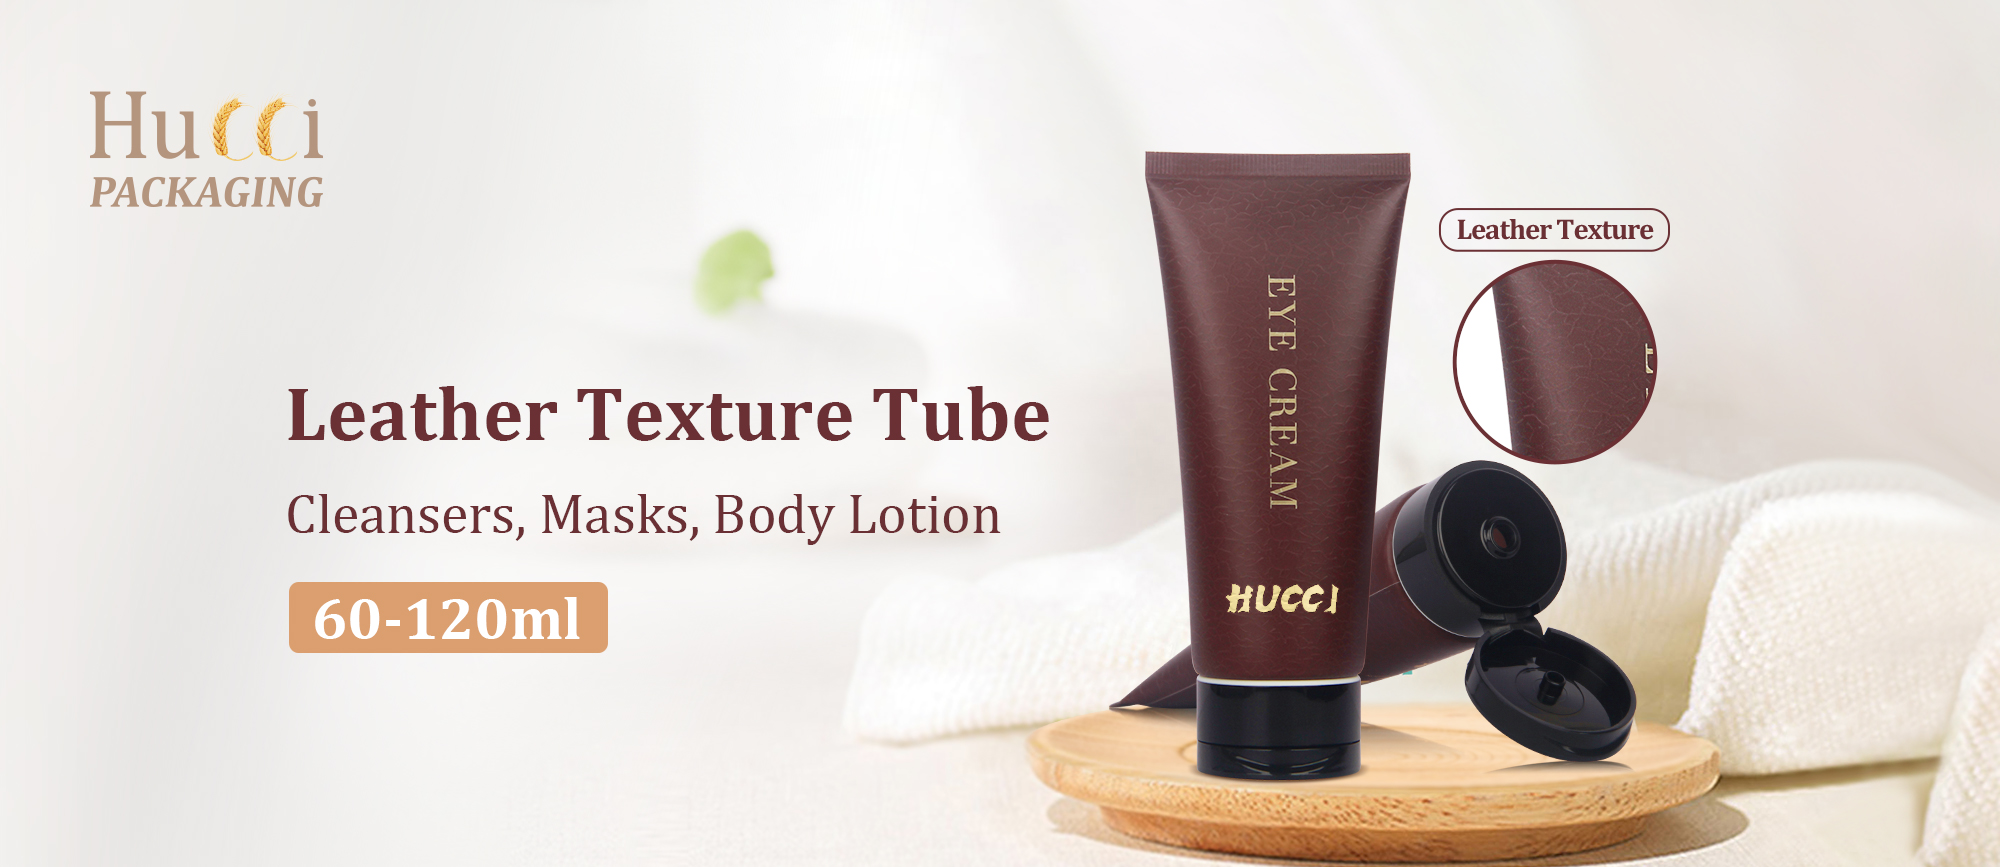 Hucci
PACKAGING
Leather Texture Tube
Cleansers, Masks, Body Lotion
60-120ml
EYE CREAM
HUCCI
Leather Texture